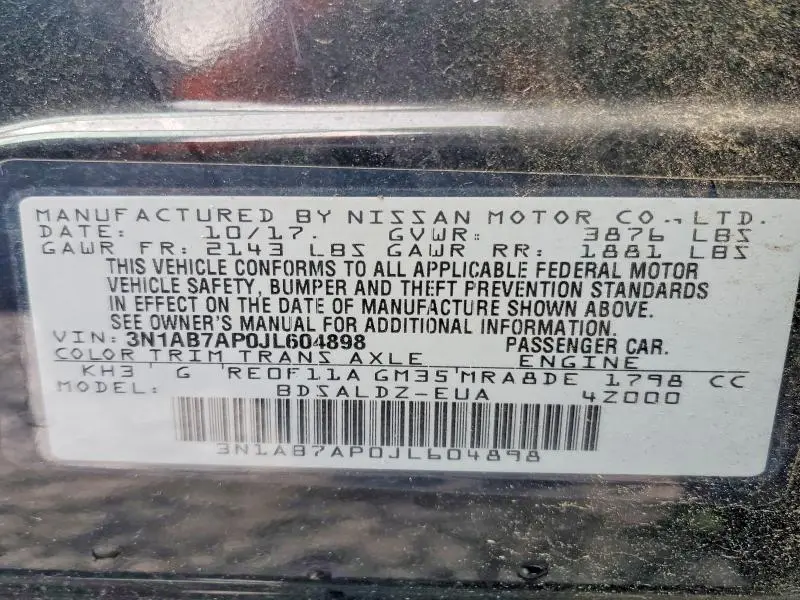 MANUFACTURED BY NISSAN MOTOR CO., LTD.
DATE: 10/17. GVWR: 3876 LBS
GAWR FR: 2143 LBS GAWR RR: 1881 LBS
THIS VEHICLE CONFORMS TO ALL APPLICABLE FEDERAL MOTOR
VEHICLE SAFETY, BUMPER AND THEFT PREVENTION STANDARDS
IN EFFECT ON THE DATE OF MANUFACTURE SHOWN ABOVE.
SEE OWNER'S MANUAL FOR ADDITIONAL INFORMATION.
VIN: 3N1AB7AP0JL604898 PASSENGER CAR.
COLOR TRIM TRANS AXLE ENGINE
KH3 G RE0F11A GM35 MRA8DE 1798 CC
MODEL: BDSALDZ-EUA 4Z000
3N1AB7AP0JL604898